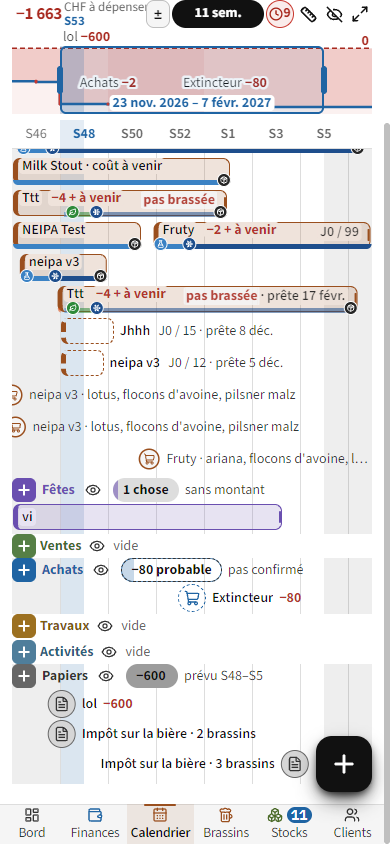 −1 663 CHF à dépenser
S53
lol −600
±
11 sem.
9
0
Achats −2 Extincteur −80
23 nov. 2026 – 7 févr. 2027
S46 S48 S50 S52 S1 S3 S5
Milk Stout · coût à venir
Ttt −4 + à venir pas brassée
NEIPA Test Fruty −2 + à venir J0 / 99
neipa v3
Ttt −4 + à venir pas brassée · prête 17 févr.
Jhhh J0 / 15 · prête 8 déc.
neipa v3 J0 / 12 · prête 5 déc.
neipa v3 · lotus, flocons d'avoine, pilsner malz
neipa v3 · lotus, flocons d'avoine, pilsner malz
Fruty · ariana, flocons d'avoine, l…
+ Fêtes 1 chose sans montant
vi
+ Ventes vide
+ Achats −80 probable pas confirmé
Extincteur −80
+ Travaux vide
+ Activités vide
+ Papiers −600 prévu S48–S5
lol −600
Impôt sur la bière · 2 brassins
Impôt sur la bière · 3 brassins
+
11
Bord Finances Calendrier Brassins Stocks Clients